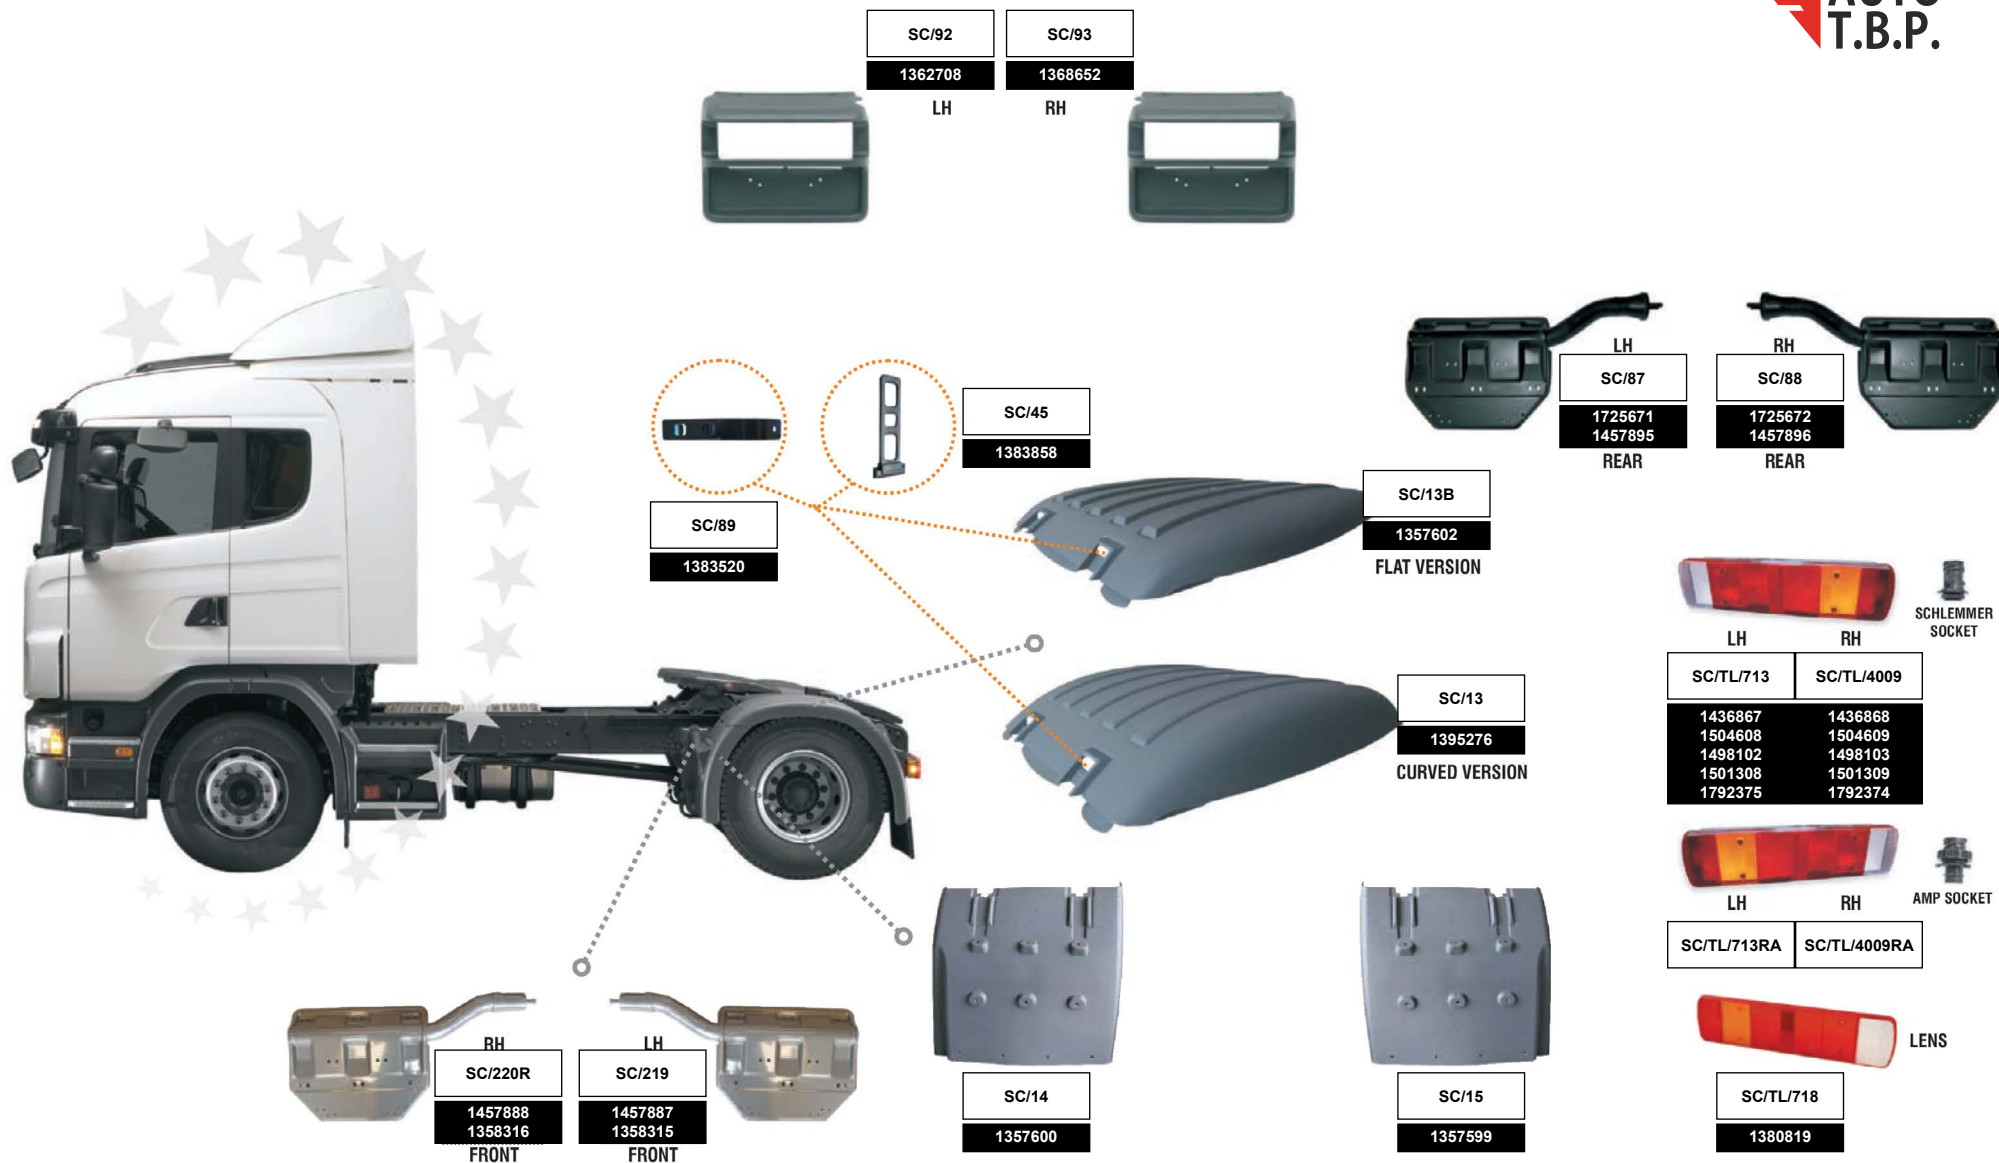 AUTO
T.B.P.
SC/92
SC/93
1362708
1368652
LH
RH
LH
RH
SC/87
SC/88
1725671
1457895
1725672
1457896
REAR
REAR
SC/45
1383858
SC/89
1383520
SC/13B
1357602
FLAT VERSION
SCHLEMMER
SOCKET
LH
RH
SC/TL/713
SC/TL/4009
1436867
1504608
1498102
1501308
1792375
1436868
1504609
1498103
1501309
1792374
SC/13
1395276
CURVED VERSION
AMP SOCKET
LH
RH
SC/TL/713RA
SC/TL/4009RA
LENS
SC/TL/718
1380819
RH
LH
SC/220R
SC/219
1457888
1358316
1457887
1358315
FRONT
FRONT
SC/14
1357600
SC/15
1357599